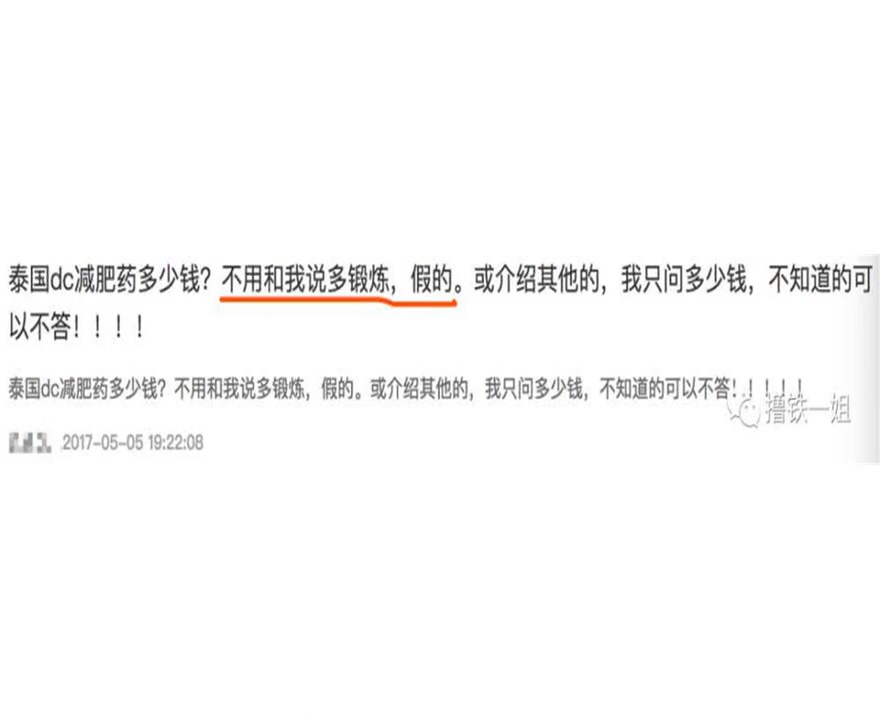 泰国dc减肥药多少钱？不用和我说多锻炼，假的。或介绍其他的，我只问多少钱，不知道的可
以不答！！！！
泰国dc减肥药多少钱？不用和我说多锻炼，假的。或介绍其他的，我只问多少钱，不知道的可以不答！！！！
撸铁一姐
2017-05-05 19:22:08